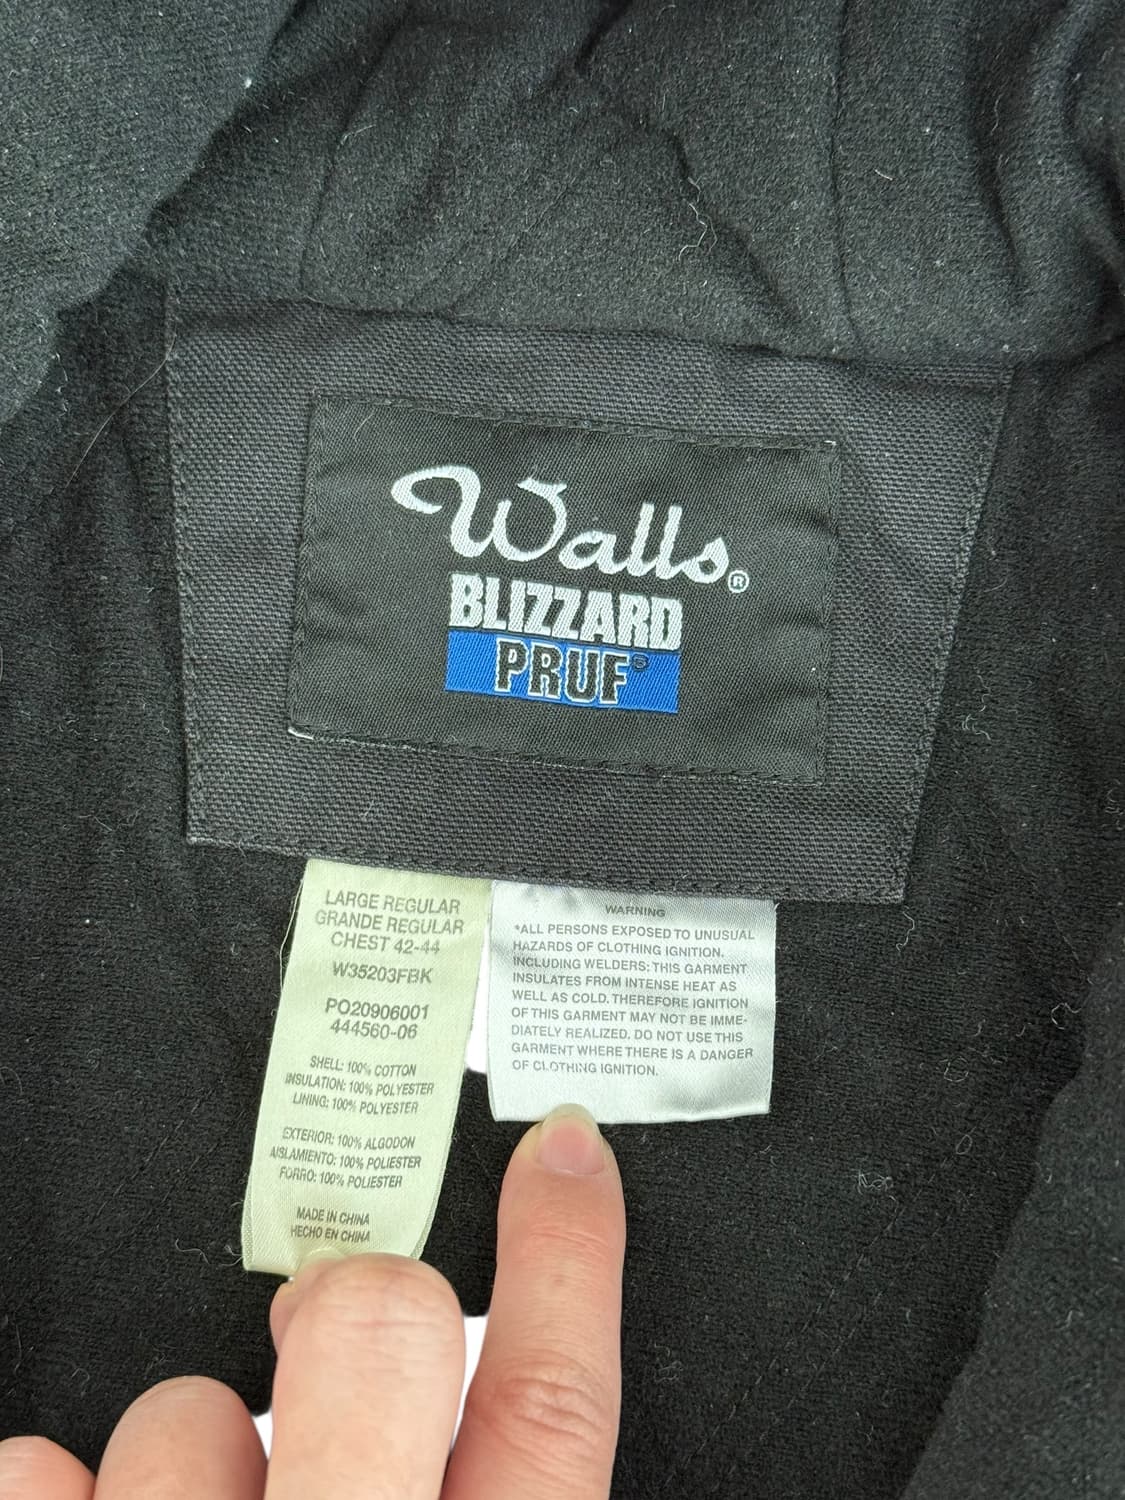 Walls®
BLIZZARD
PRUF®
LARGE REGULAR
GRANDE REGULAR
CHEST 42-44
W35203FBK
PO20906001
444560-06
SHELL: 100% COTTON
INSULATION: 100% POLYESTER
LINING: 100% POLYESTER
EXTERIOR: 100% ALGODON
AISLAMIENTO: 100% POLIESTER
FORRO: 100% POLIESTER
MADE IN CHINA
HECHO EN CHINA
WARNING
*ALL PERSONS EXPOSED TO UNUSUAL
HAZARDS OF CLOTHING IGNITION.
INCLUDING WELDERS: THIS GARMENT
INSULATES FROM INTENSE HEAT AS
WELL AS COLD. THEREFORE IGNITION
OF THIS GARMENT MAY NOT BE IMME-
DIATELY REALIZED. DO NOT USE THIS
GARMENT WHERE THERE IS A DANGER
OF CLOTHING IGNITION.